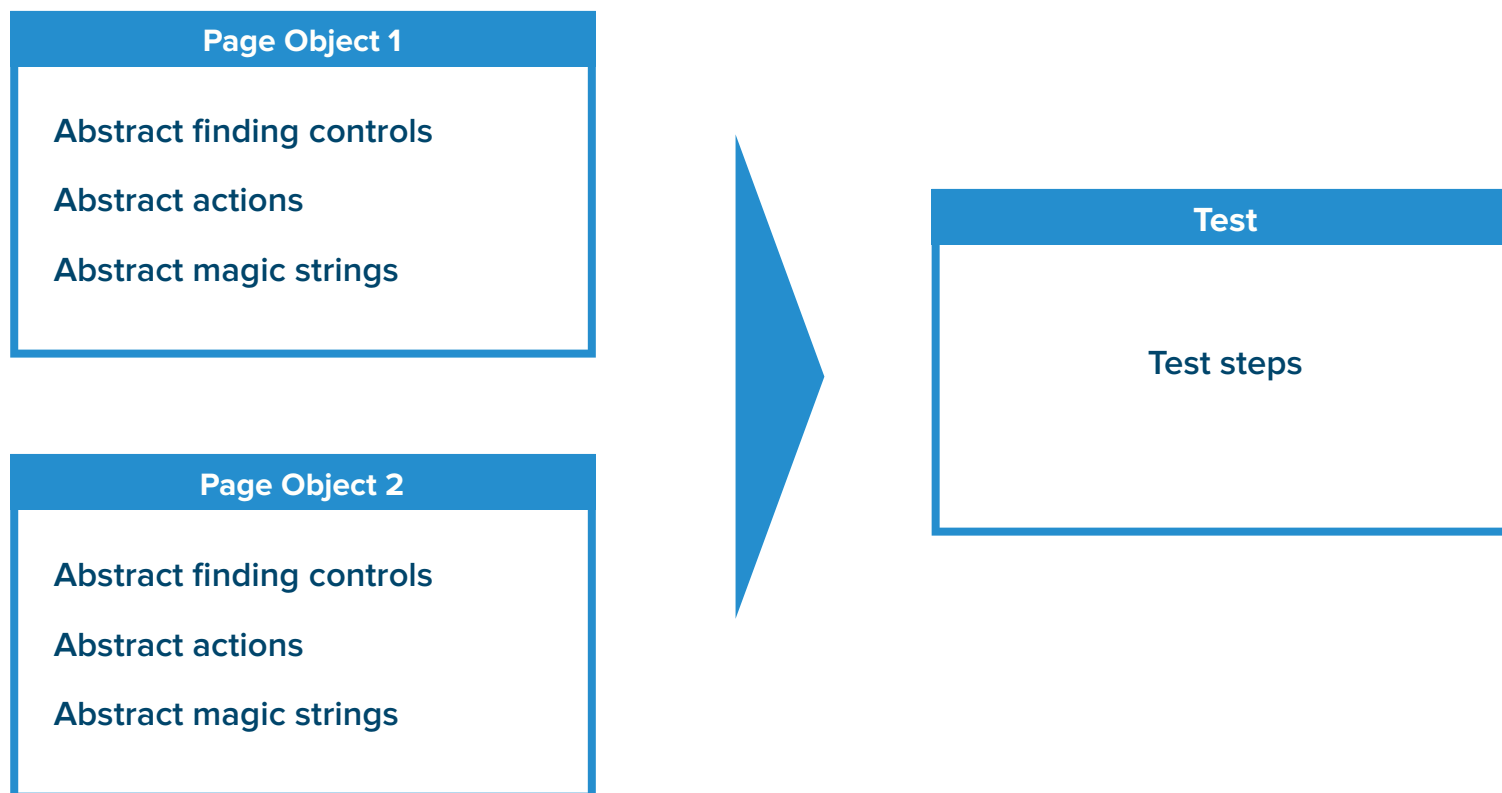 Page Object 1
Abstract finding controls
Abstract actions
Abstract magic strings
Page Object 2
Abstract finding controls
Abstract actions
Abstract magic strings
Test
Test steps